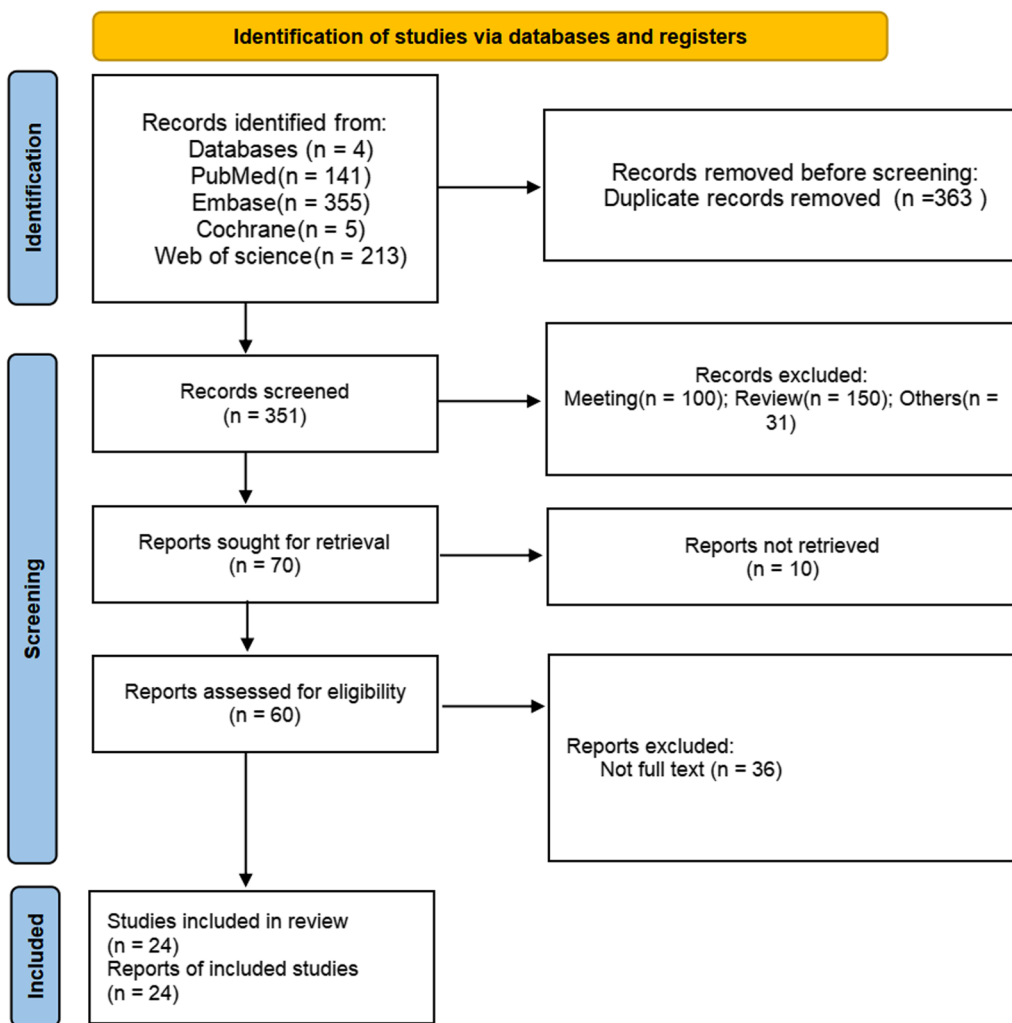 Identification of studies via databases and registers
Identification
Records identified from:
Databases (n = 4)
PubMed(n = 141)
Embase(n = 355)
Cochrane(n = 5)
Web of science(n = 213)
Records removed before screening:
Duplicate records removed (n =363 )
Screening
Records screened
(n = 351)
Records excluded:
Meeting(n = 100); Review(n = 150); Others(n =
31)
Reports sought for retrieval
(n = 70)
Reports not retrieved
(n = 10)
Reports assessed for eligibility
(n = 60)
Reports excluded:
Not full text (n = 36)
Included
Studies included in review
(n = 24)
Reports of included studies
(n = 24)